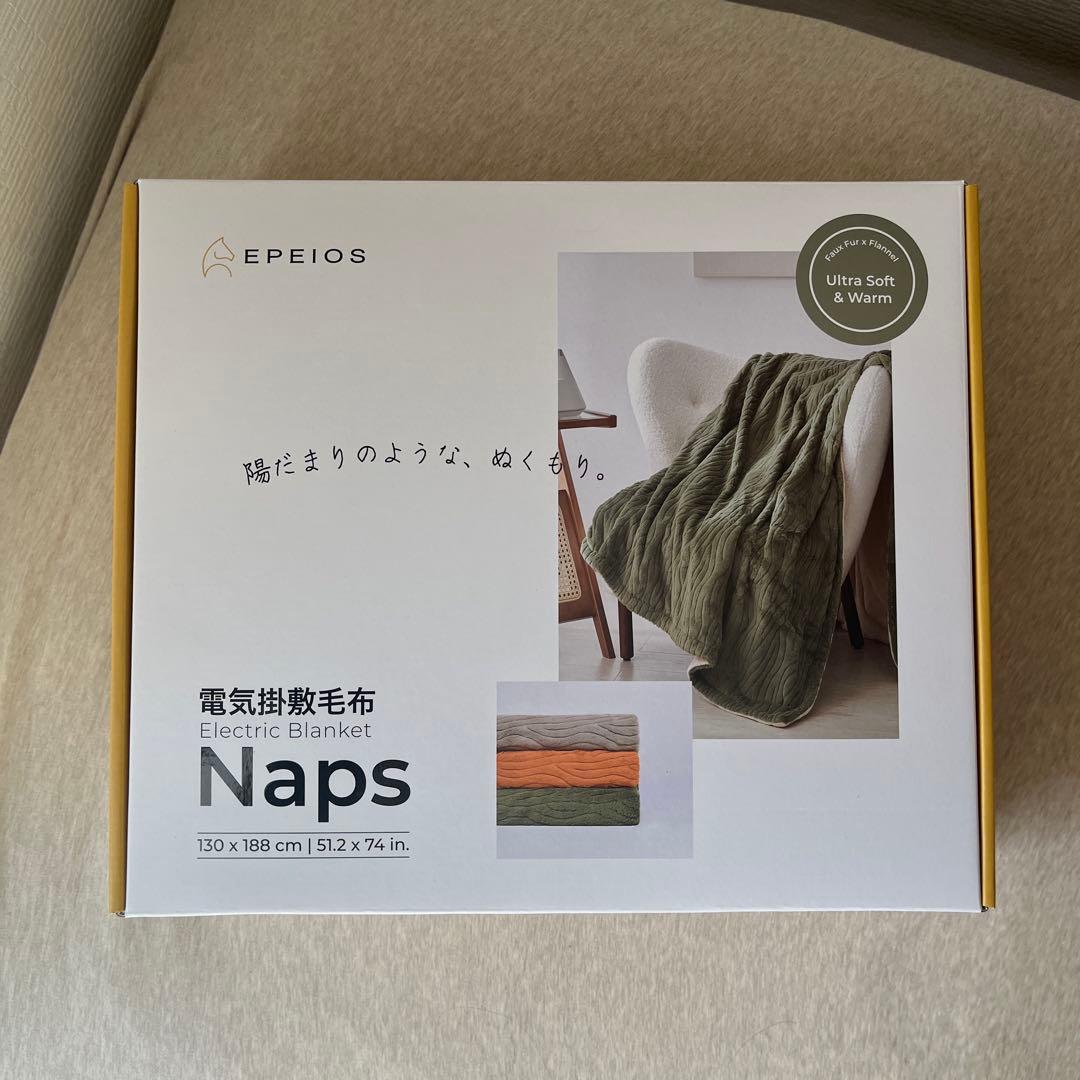 EPEIOS
Faux Fur x Flannel
Ultra Soft
& Warm
陽だまりのような、ぬくもり。
電気掛敷毛布
Electric Blanket
Naps
130 x 188 cm | 51.2 x 74 in.